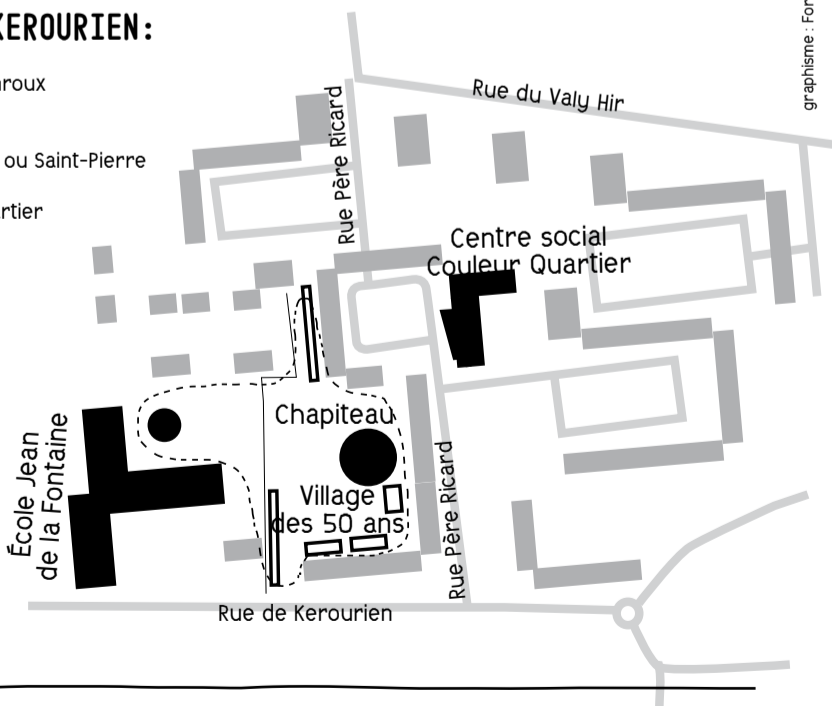 KEROURIEN:
graphisme : For
roux
Rue du Valy Hir
ou Saint-Pierre
Rue Père Ricard
rtier
Centre social
Couleur Quartier
Chapiteau
École Jean
de la Fontaine
Village
des 50 ans
Rue Père Ricard
Rue de Kerourien